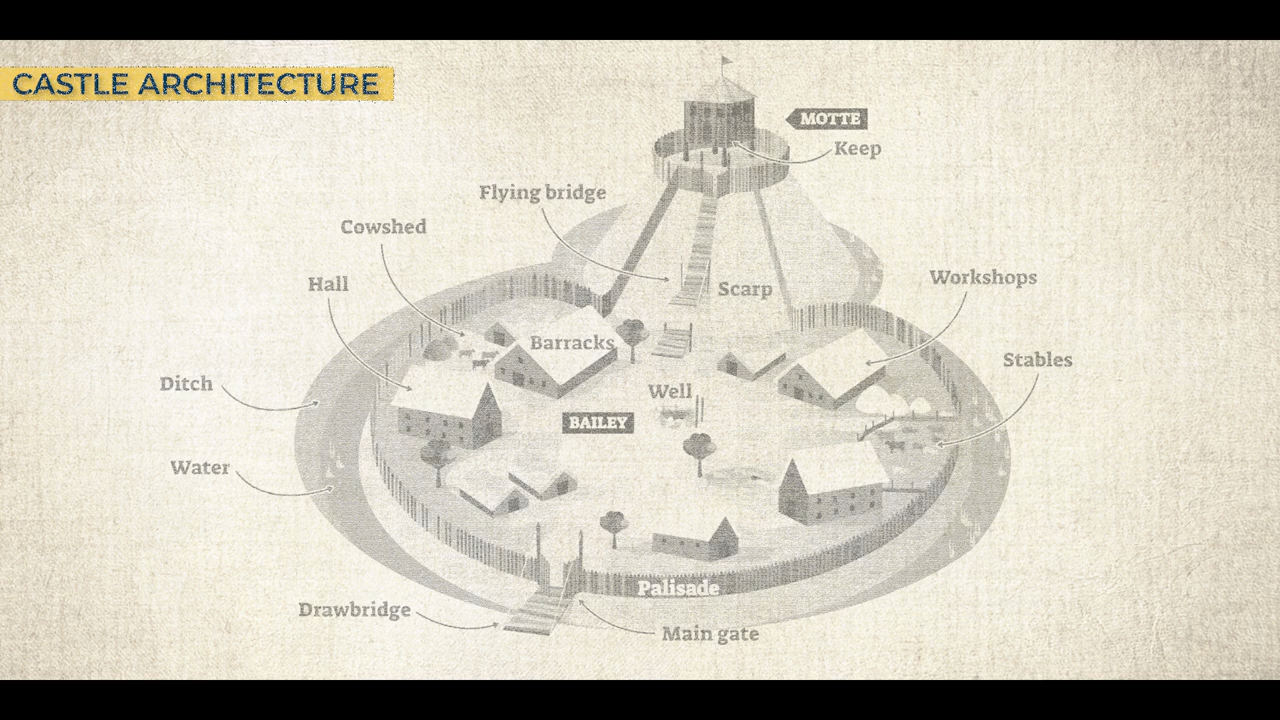 CASTLE ARCHITECTURE
MOTTE
Keep
Flying bridge
Cowshed
Hall
Scarp
Workshops
Barracks
Stables
Ditch
Well
BAILEY
Water
Palisade
Drawbridge
Main gate